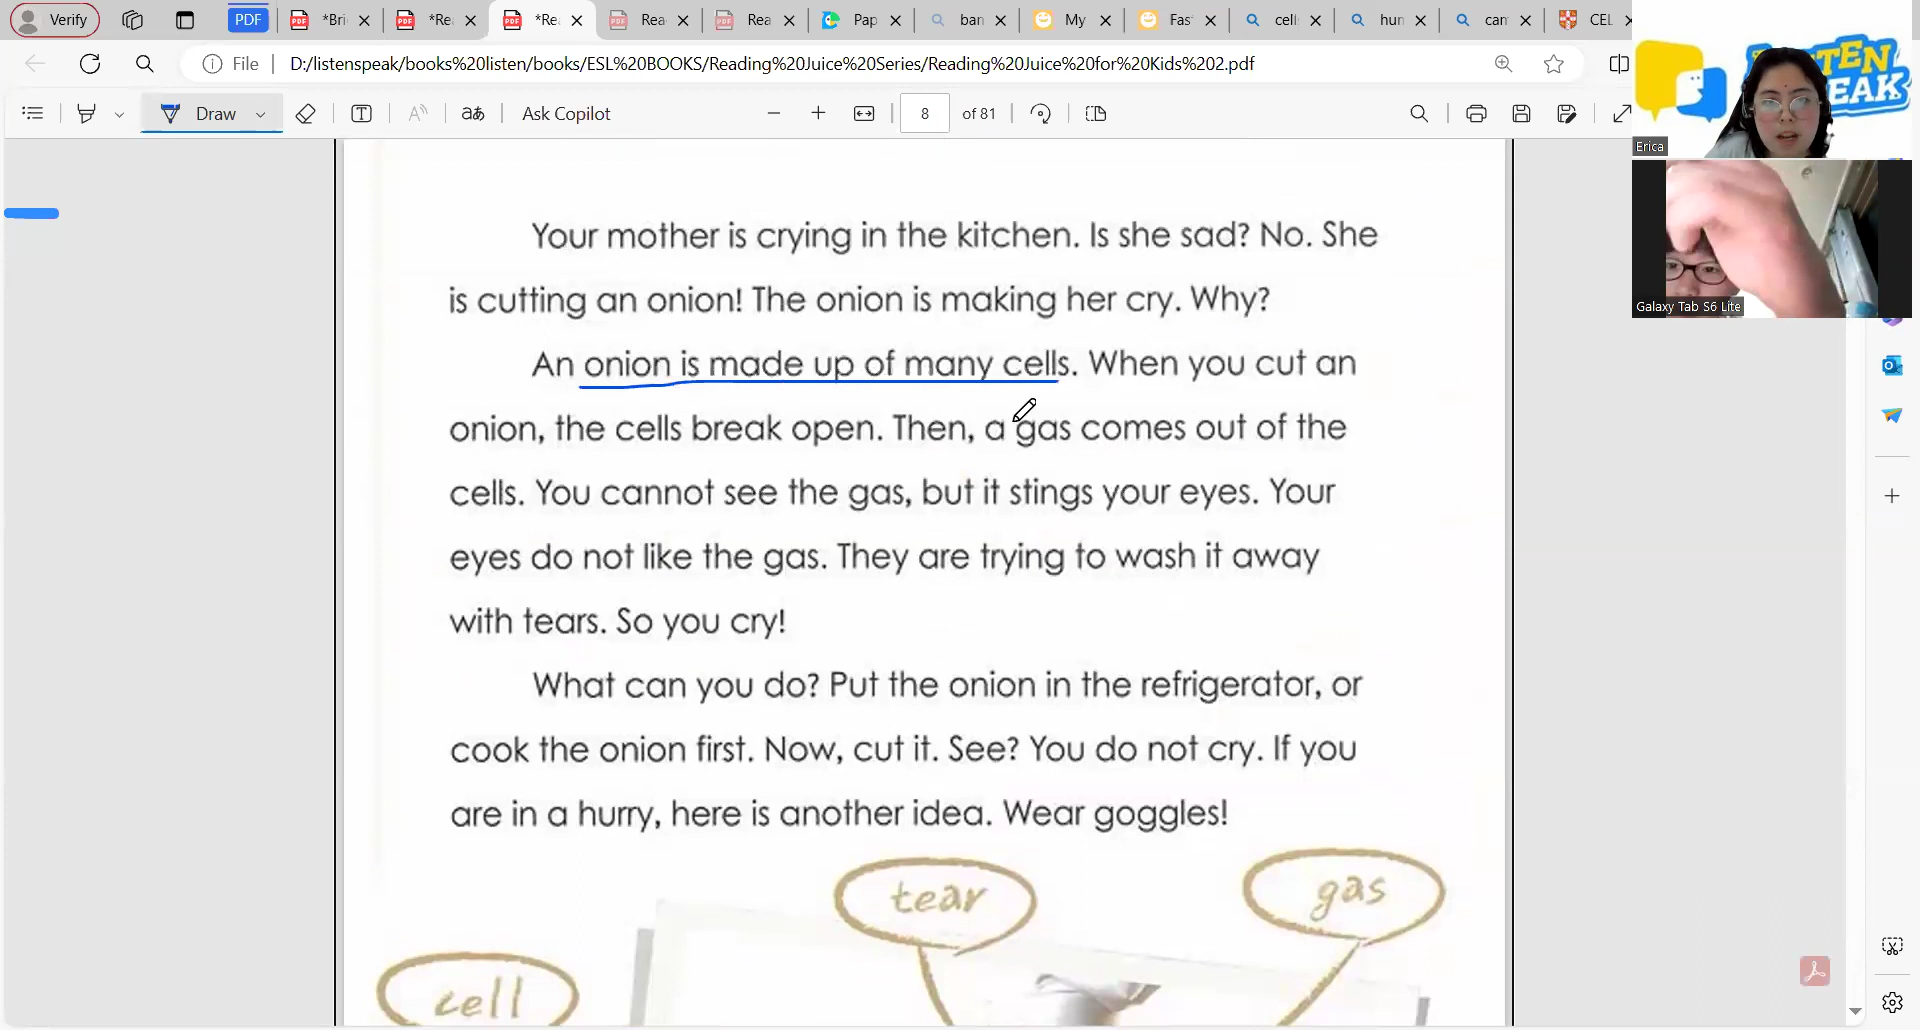 Verify
PDF
*Bri
*Rea
*Rea
Rea
Rea
Pap
ban
My
Fas
cell
hun
cam
CEL
File
D:/listenspeak/books%20listen/books/ESL%20BOOKS/Reading%20Juice%20Series/Reading%20Juice%20for%20Kids%202.pdf
Draw
Ask Copilot
8 of 81
Erica
Galaxy Tab S6 Lite
Your mother is crying in the kitchen. Is she sad? No. She
is cutting an onion! The onion is making her cry. Why?
An onion is made up of many cells. When you cut an
onion, the cells break open. Then, a gas comes out of the
cells. You cannot see the gas, but it stings your eyes. Your
eyes do not like the gas. They are trying to wash it away
with tears. So you cry!
What can you do? Put the onion in the refrigerator, or
cook the onion first. Now, cut it. See? You do not cry. If you
are in a hurry, here is another idea. Wear goggles!
tear
gas
cell